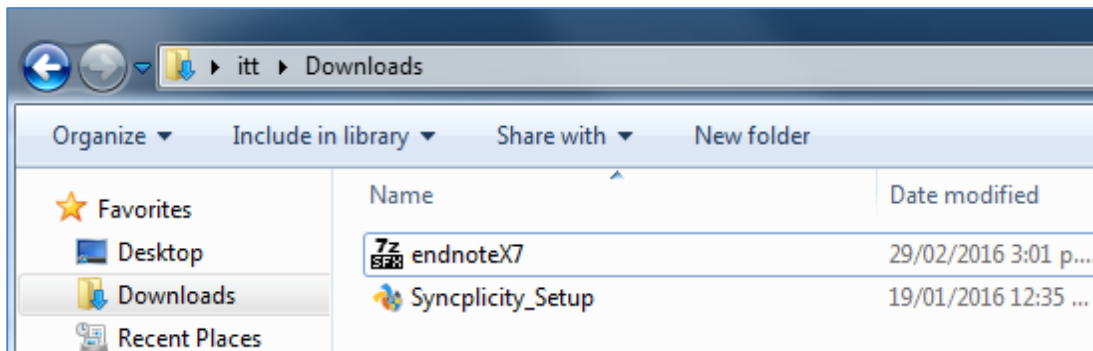 itt Downloads
Organize Include in library Share with New folder
Favorites
Desktop
Downloads
Recent Places
Name Date modified
7z SFX endnoteX7 29/02/2016 3:01 p....
Syncplicity_Setup 19/01/2016 12:35 ...